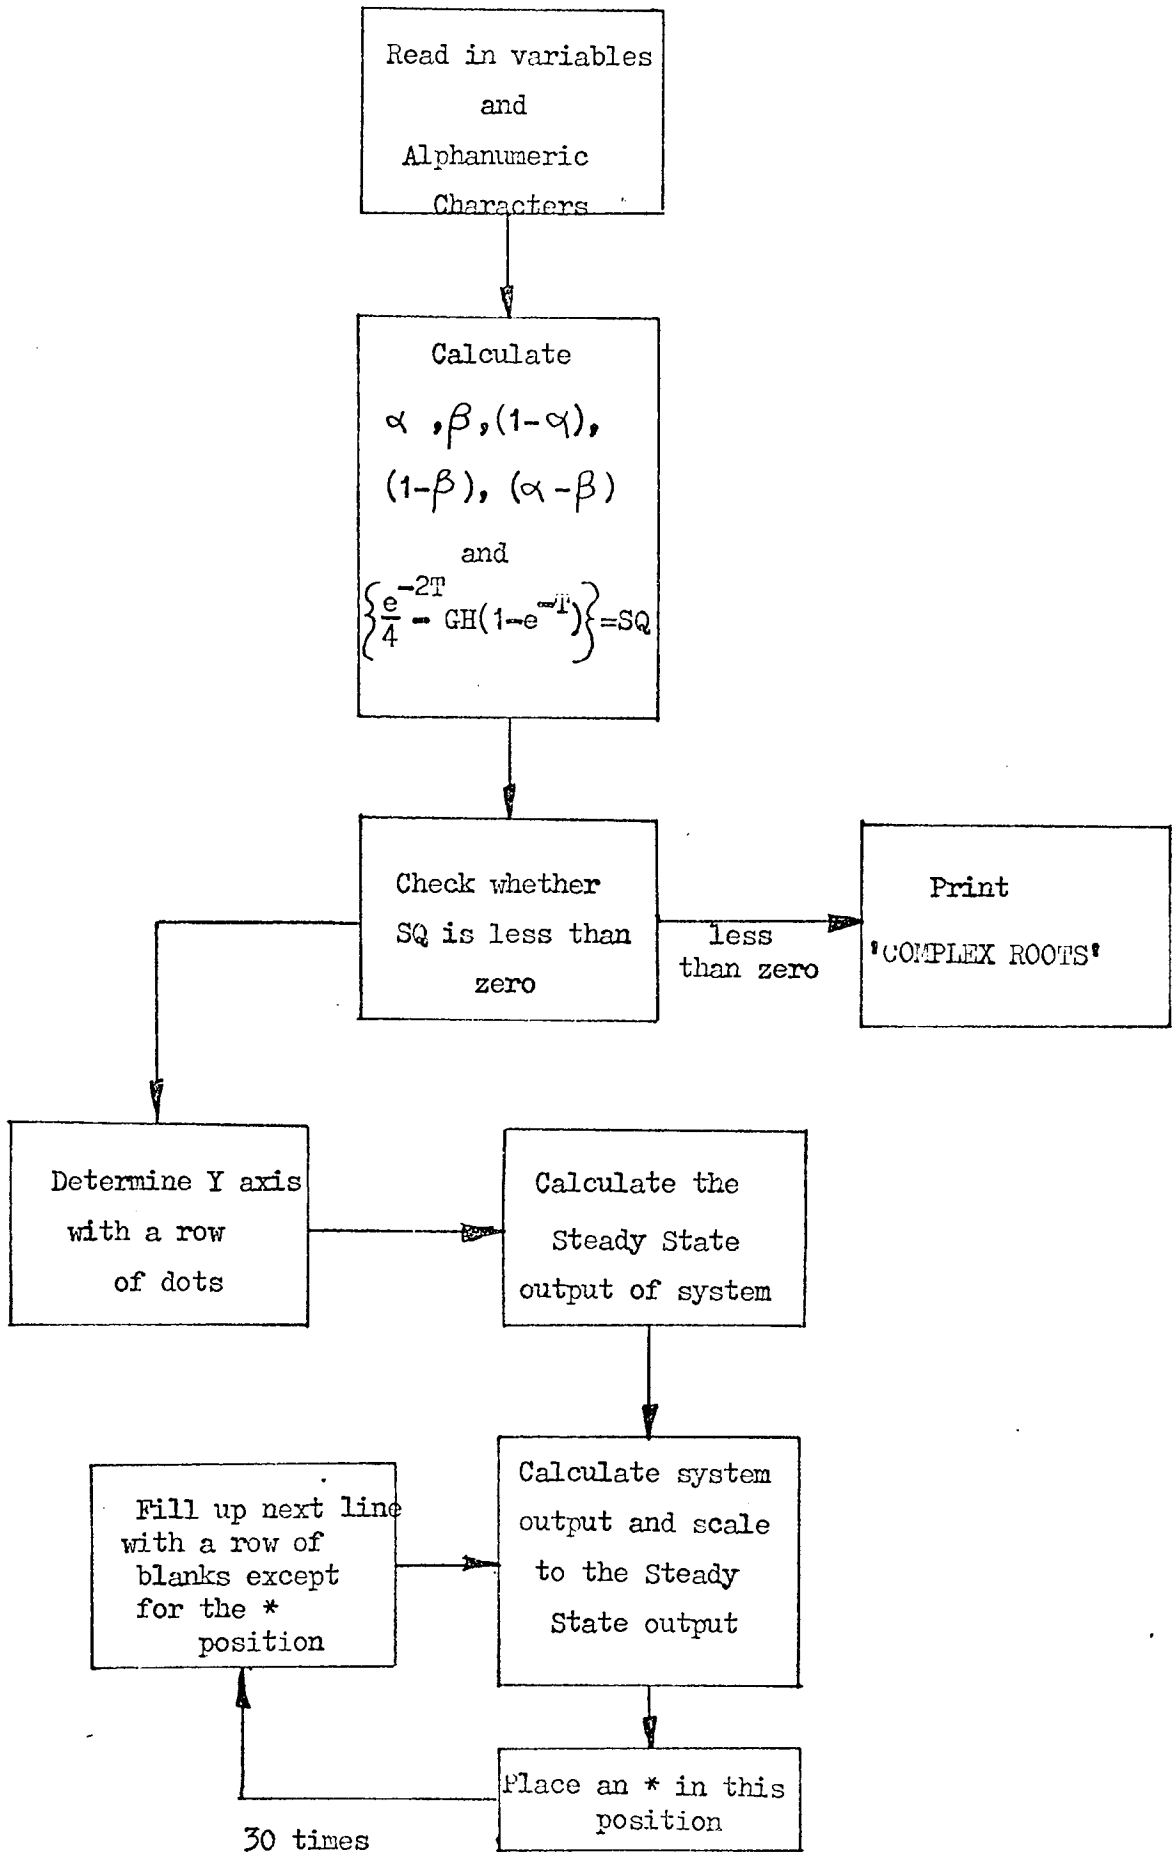 Read in variables
and
Alphanumeric
Characters
Calculate
α , β, (1-α),
(1-β), (α-β)
and
{e^-2T/4 - GH(1-e^-T)}=SQ
Check whether
SQ is less than
zero
less
than zero
Print
'COMPLEX ROOTS'
Determine Y axis
with a row
of dots
Calculate the
Steady State
output of system
Calculate system
output and scale
to the Steady
State output
Fill up next line
with a row of
blanks except
for the *
position
Place an * in this
position
30 times